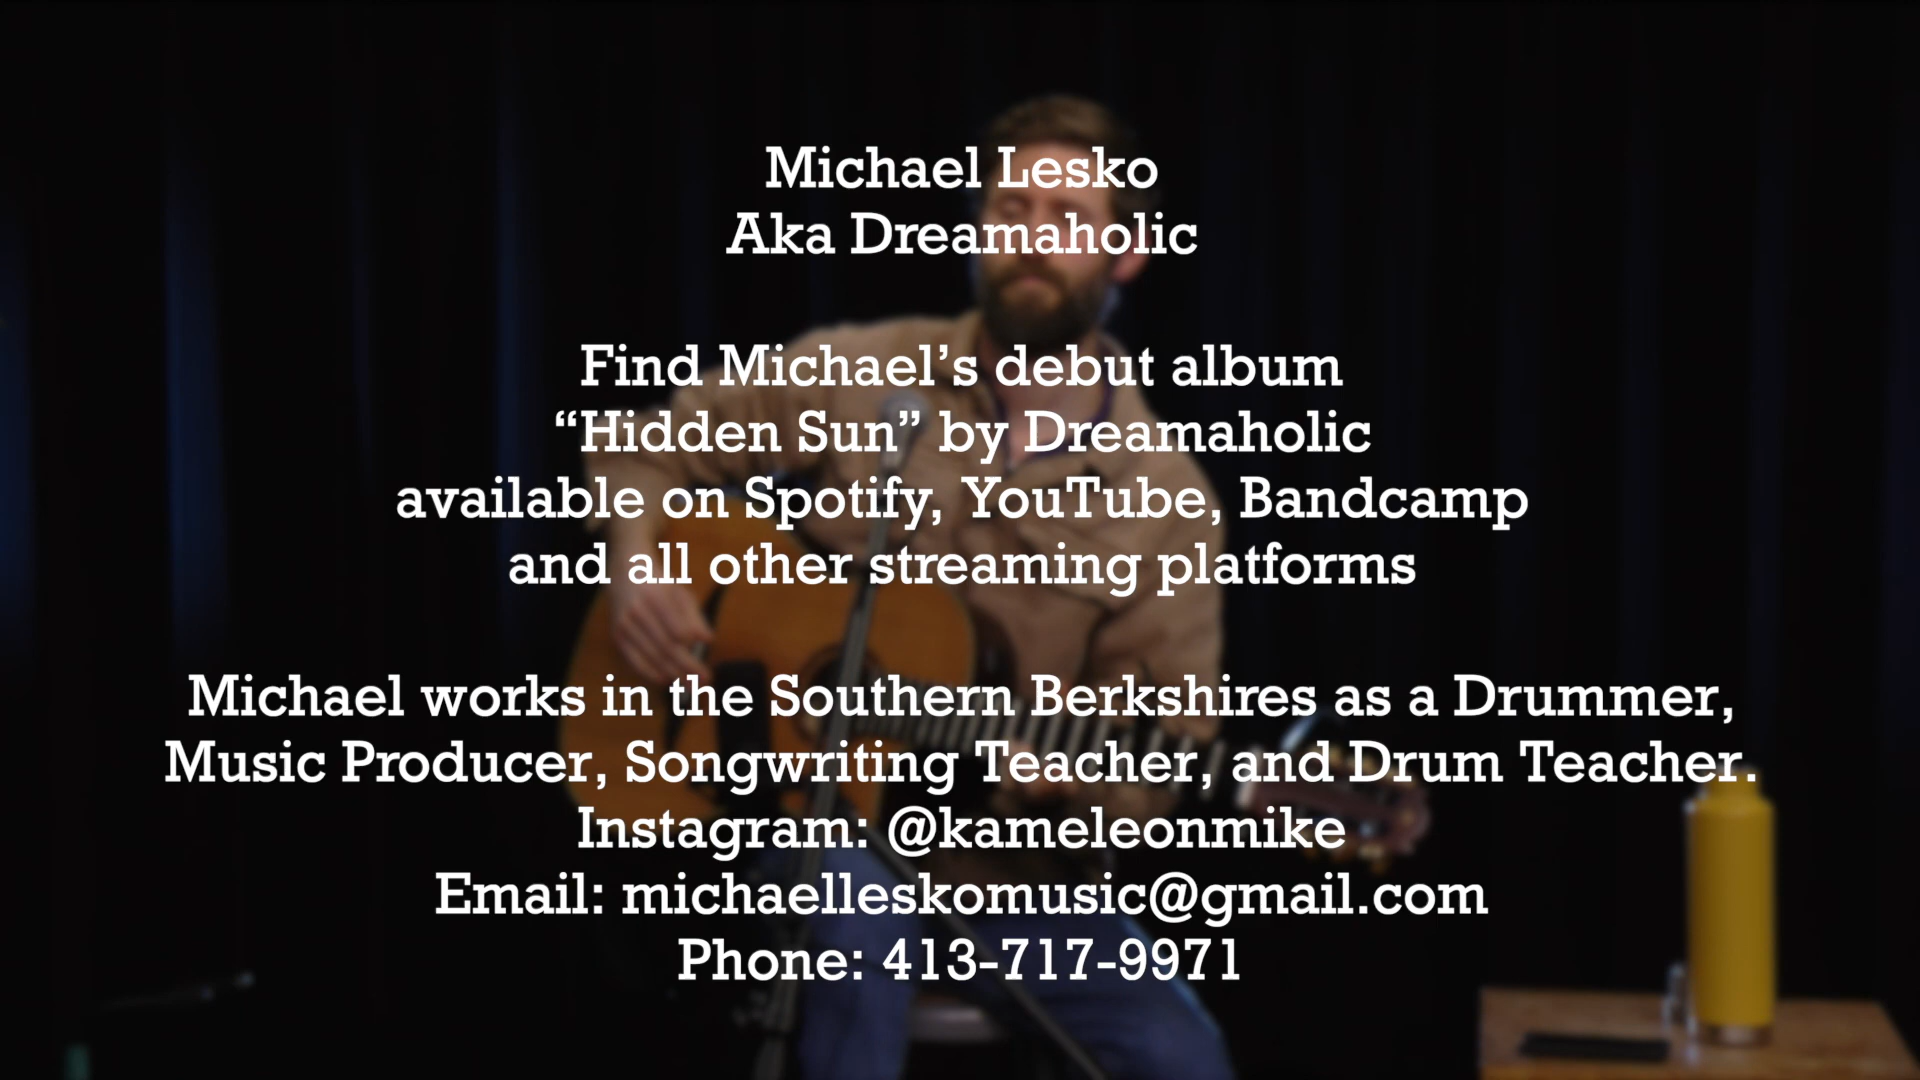 Michael Lesko
Aka Dreamaholic
Find Michael’s debut album
“Hidden Sun” by Dreamaholic
available on Spotify, YouTube, Bandcamp
and all other streaming platforms
Michael works in the Southern Berkshires as a Drummer,
Music Producer, Songwriting Teacher, and Drum Teacher.
Instagram: @kameleonmike
Email: michaelleskomusic@gmail.com
Phone: 413-717-9971